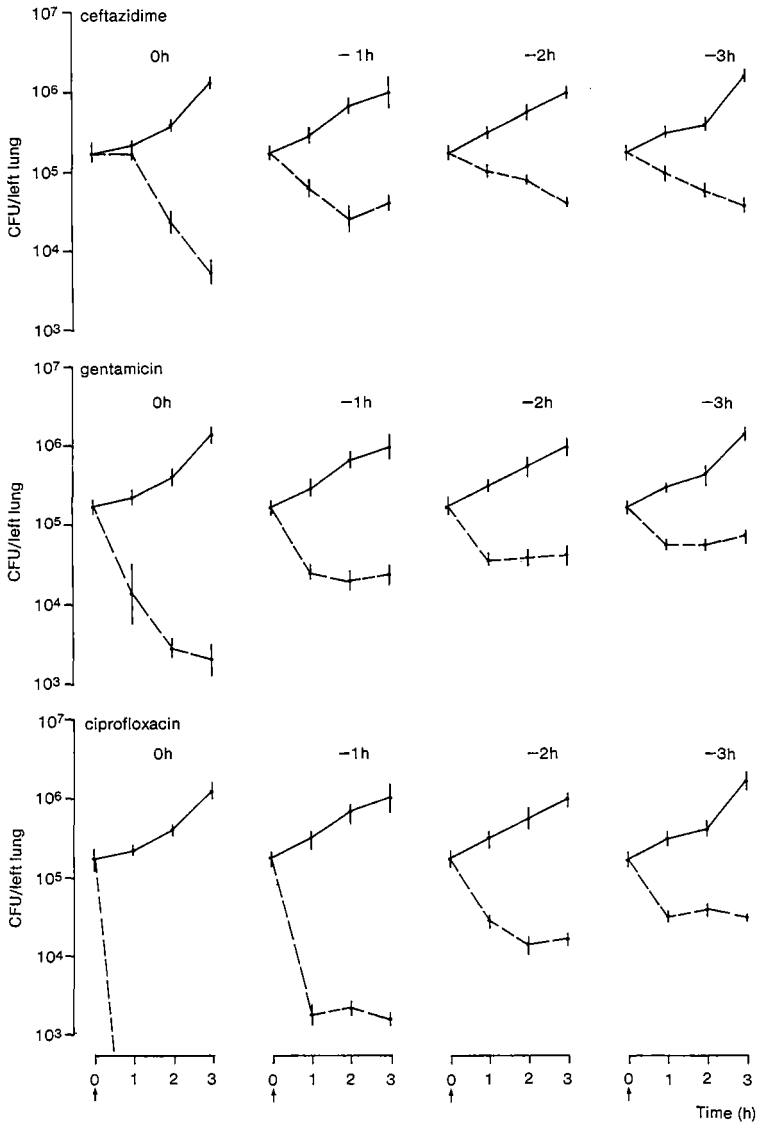 ceftazidime
10⁷
0h
−1h
−2h
−3h
10⁶
10⁵
10⁴
10³
CFU/left lung
gentamicin
10⁷
0h
−1h
−2h
−3h
10⁶
10⁵
10⁴
10³
CFU/left lung
ciprofloxacin
10⁷
0h
−1h
−2h
−3h
10⁶
10⁵
10⁴
10³
CFU/left lung
0 1 2 3 0 1 2 3 0 1 2 3 0 1 2 3
Time (h)